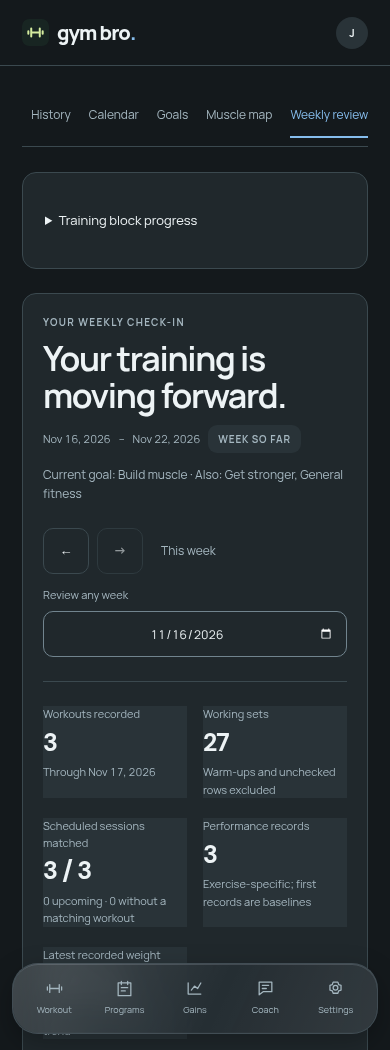 gym bro.
J
History Calendar Goals Muscle map Weekly review
Training block progress
YOUR WEEKLY CHECK-IN
Your training is
moving forward.
Nov 16, 2026 – Nov 22, 2026 WEEK SO FAR
Current goal: Build muscle · Also: Get stronger, General
fitness
← → This week
Review any week
11/16/2026
Workouts recorded
3
Through Nov 17, 2026
Working sets
27
Warm-ups and unchecked
rows excluded
Scheduled sessions
matched
3 / 3
0 upcoming · 0 without a
matching workout
Performance records
3
Exercise-specific; first
records are baselines
Latest recorded weight
Workout Programs Gains Coach Settings